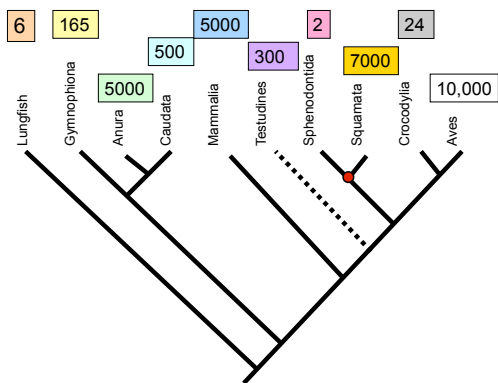 6
165
5000
500
5000
300
2
7000
24
10,000
Lungfish
Gymnophiona
Anura
Caudata
Mammalia
Testudines
Sphenodontida
Squamata
Crocodylia
Aves